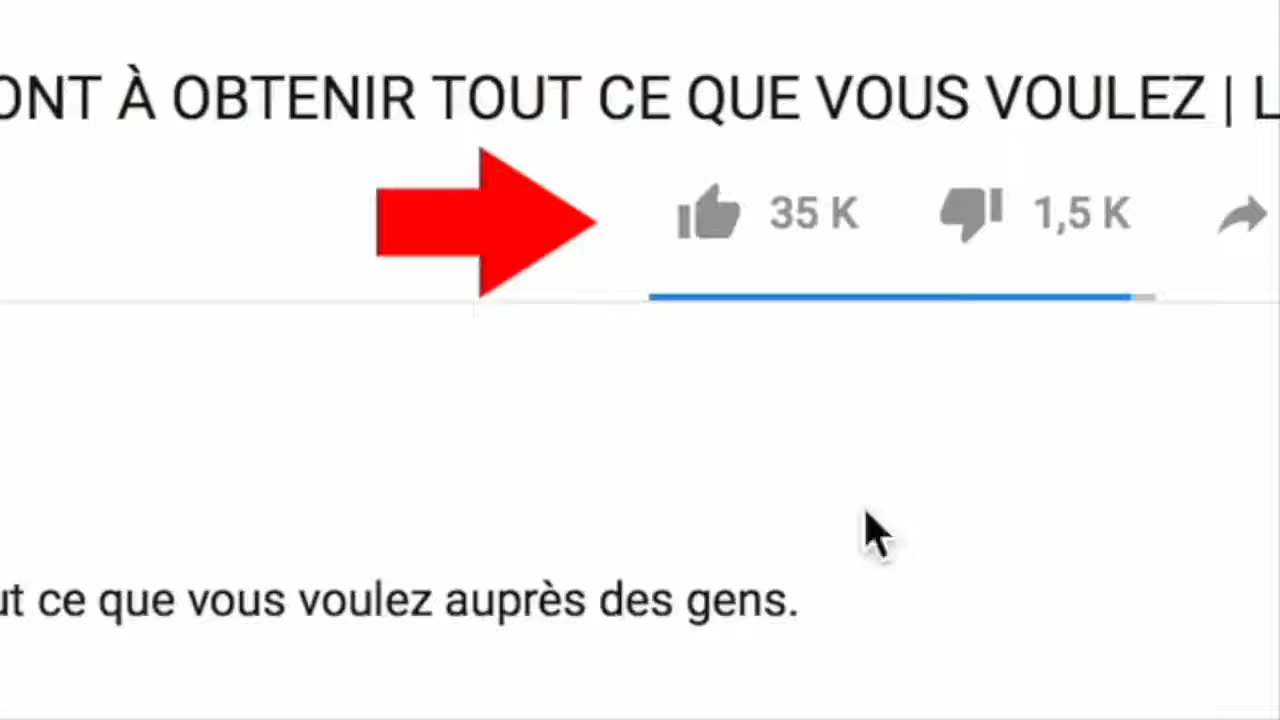 ONT À OBTENIR TOUT CE QUE VOUS VOULEZ | L
35 K 1,5 K
ut ce que vous voulez auprès des gens.